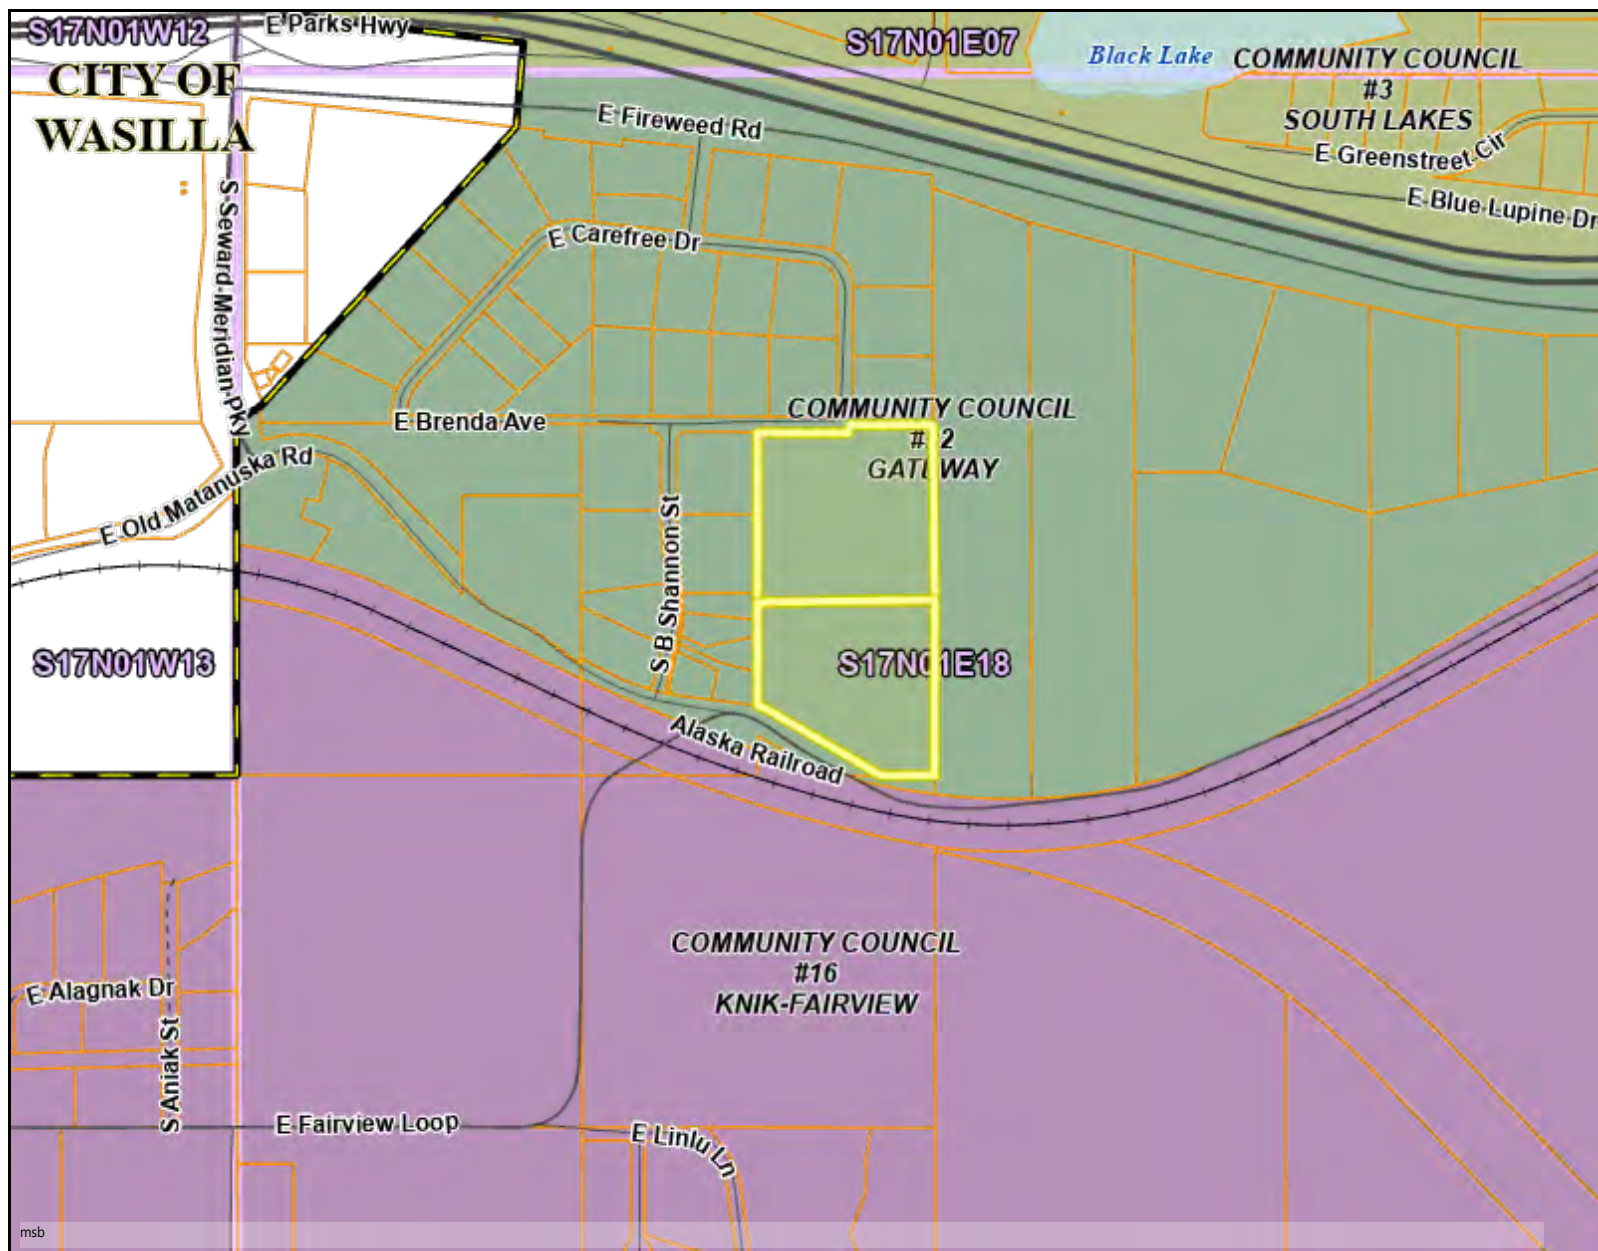 S17N01W12
E Parks Hwy
S17N01E07
Black Lake
COMMUNITY COUNCIL
#3
SOUTH LAKES
CITY OF
WASILLA
E Fireweed Rd
E Greenstreet Cir
E Blue Lupine Dr
S Seward Meridian Pky
E Carefree Dr
E Brenda Ave
COMMUNITY COUNCIL
GATEWAY
E Old Matanuska Rd
S B Shannon St
S17N01W13
S17N01E18
Alaska Railroad
COMMUNITY COUNCIL
#16
KNIK-FAIRVIEW
E Alagnak Dr
S Aniak St
E Fairview Loop
E Linlu Ln
msb